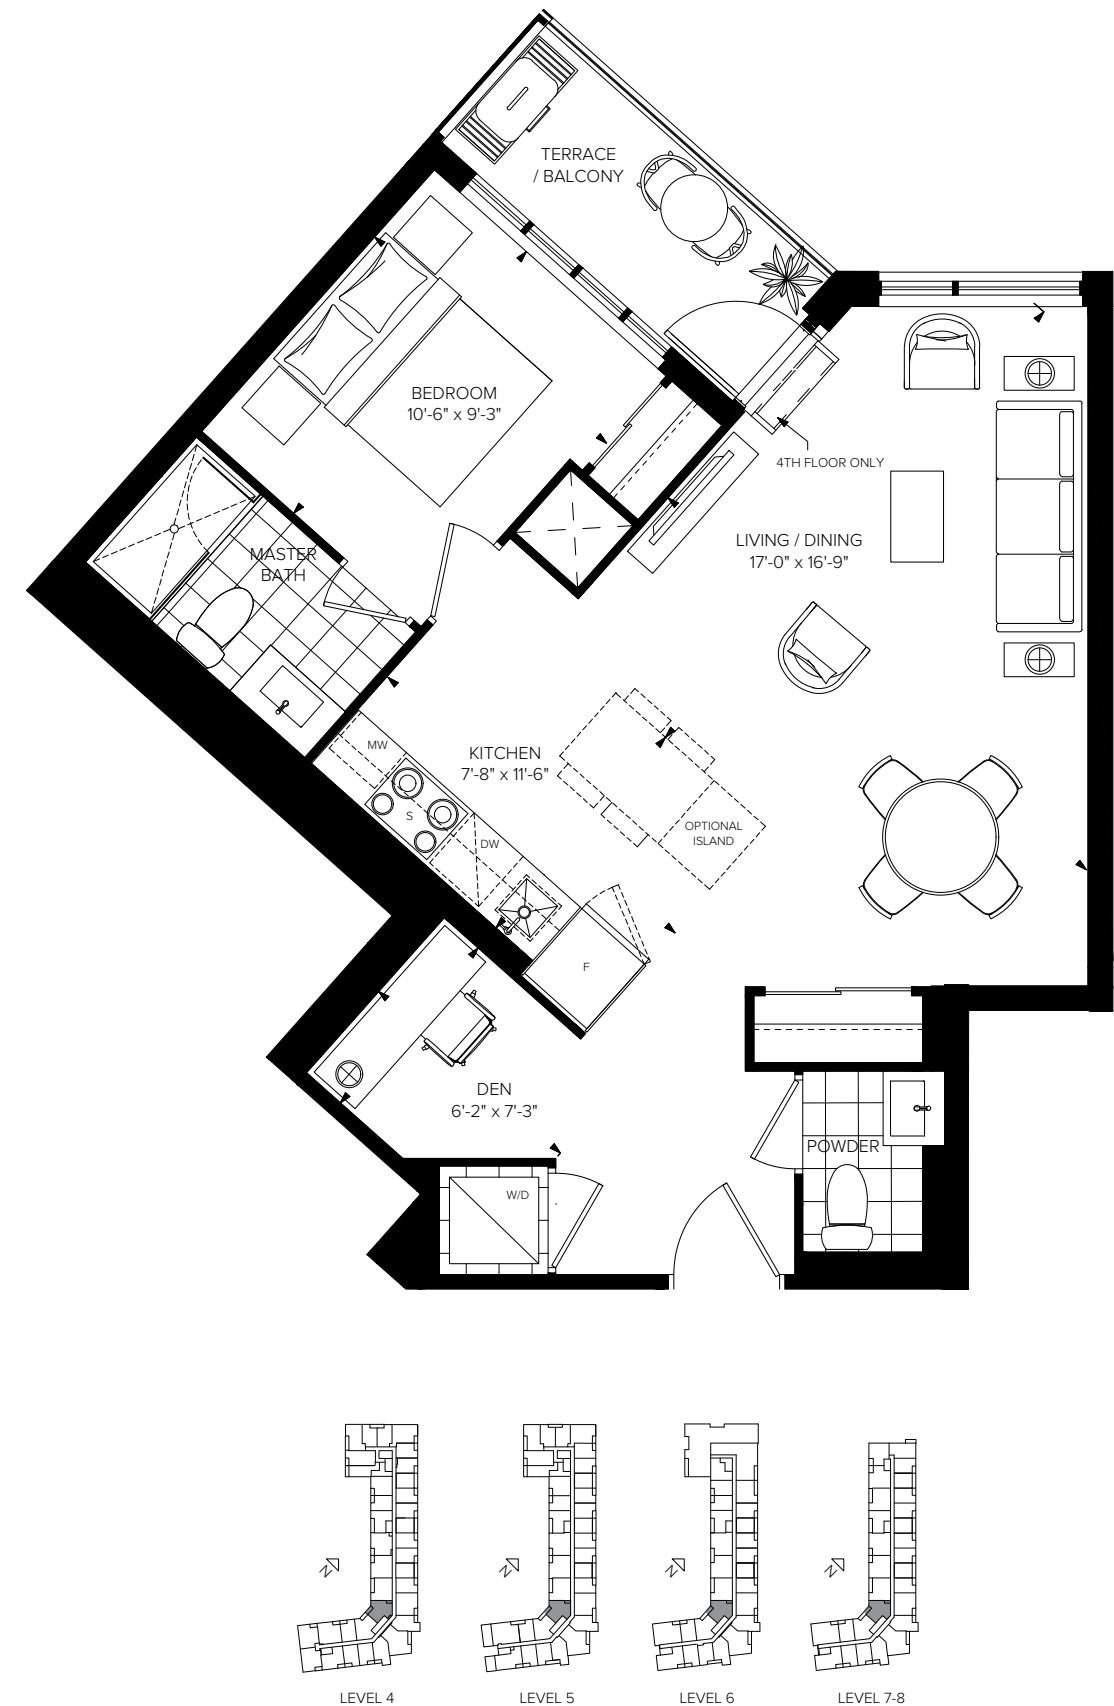 TERRACE
/ BALCONY
BEDROOM
10'-6" x 9'-3"
4TH FLOOR ONLY
LIVING / DINING
17'-0" x 16'-9"
MASTER
BATH
MW
KITCHEN
7'-8" x 11'-6"
S
DW
OPTIONAL
ISLAND
F
DEN
6'-2" x 7'-3"
POWDER
W/D
N
N
N
N
LEVEL 4
LEVEL 5
LEVEL 6
LEVEL 7-8